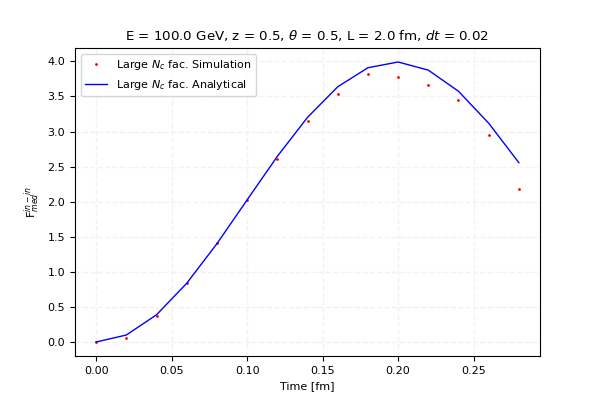 E = 100.0 GeV, z = 0.5, θ = 0.5, L = 2.0 fm, dt = 0.02
Large N_c fac. Simulation
Large N_c fac. Analytical
F_med^{in-in}
4.0
3.5
3.0
2.5
2.0
1.5
1.0
0.5
0.0
0.00 0.05 0.10 0.15 0.20 0.25
Time [fm]